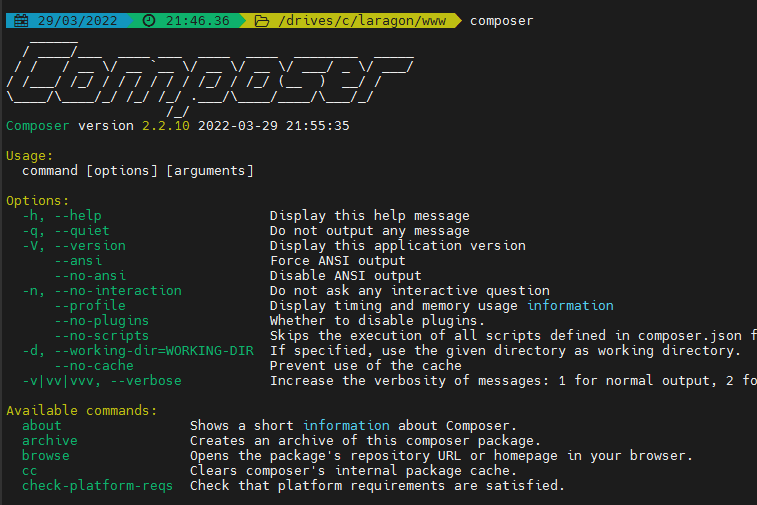 29/03/2022 21:46.36 /drives/c/laragon/www composer
Composer
Composer version 2.2.10 2022-03-29 21:55:35
Usage:
command [options] [arguments]
Options:
-h, --help Display this help message
-q, --quiet Do not output any message
-V, --version Display this application version
--ansi Force ANSI output
--no-ansi Disable ANSI output
-n, --no-interaction Do not ask any interactive question
--profile Display timing and memory usage information
--no-plugins Whether to disable plugins.
--no-scripts Skips the execution of all scripts defined in composer.json f
-d, --working-dir=WORKING-DIR If specified, use the given directory as working directory.
--no-cache Prevent use of the cache
-v|vv|vvv, --verbose Increase the verbosity of messages: 1 for normal output, 2 fo
Available commands:
about Shows a short information about Composer.
archive Creates an archive of this composer package.
browse Opens the package's repository URL or homepage in your browser.
cc Clears composer's internal package cache.
check-platform-reqs Check that platform requirements are satisfied.